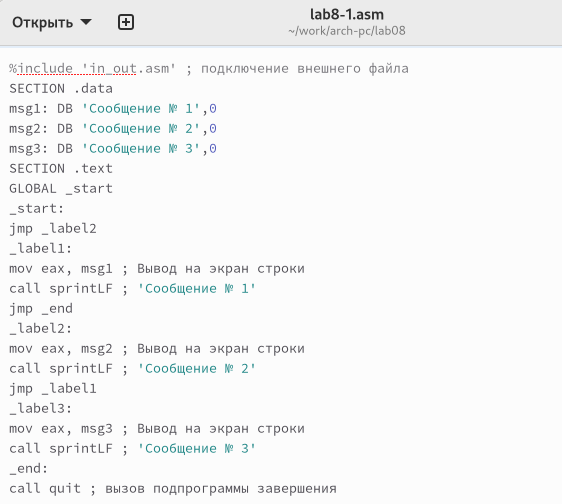 Открыть
lab8-1.asm
~/work/arch-pc/lab08
%include 'in_out.asm' ; подключение внешнего файла
SECTION .data
msg1: DB 'Сообщение № 1',0
msg2: DB 'Сообщение № 2',0
msg3: DB 'Сообщение № 3',0
SECTION .text
GLOBAL _start
_start:
jmp _label2
_label1:
mov eax, msg1 ; Вывод на экран строки
call sprintLF ; 'Сообщение № 1'
jmp _end
_label2:
mov eax, msg2 ; Вывод на экран строки
call sprintLF ; 'Сообщение № 2'
jmp _label1
_label3:
mov eax, msg3 ; Вывод на экран строки
call sprintLF ; 'Сообщение № 3'
_end:
call quit ; вызов подпрограммы завершения